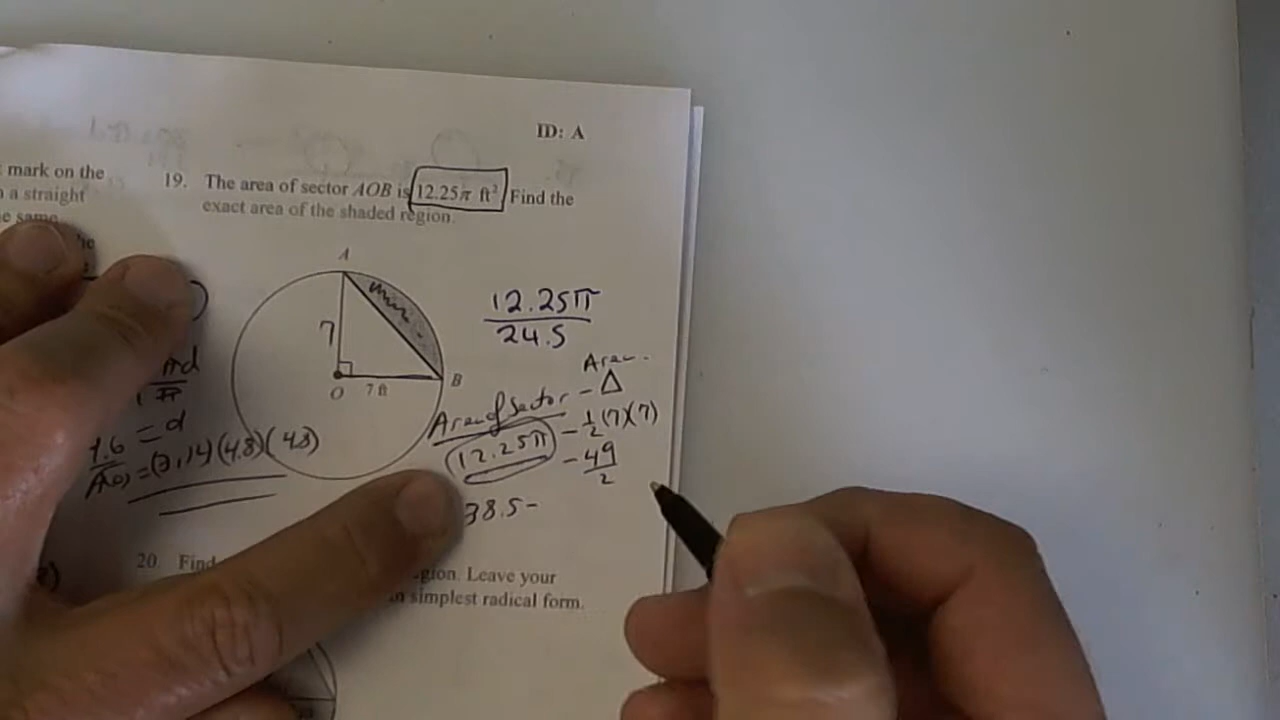 ID: A
mark on the
a straight
e same
19. The area of sector AOB is 12.25π ft². Find the
exact area of the shaded region.
A
7
O 7 ft B
12.25π
24.5
Area.
Area of Sector - Δ
12.25π - 1/2 (7)(7)
- 49/2
38.5 -
= d
= (3.14)(4.8)(4.8)
20. Find
gion. Leave your
simplest radical form.